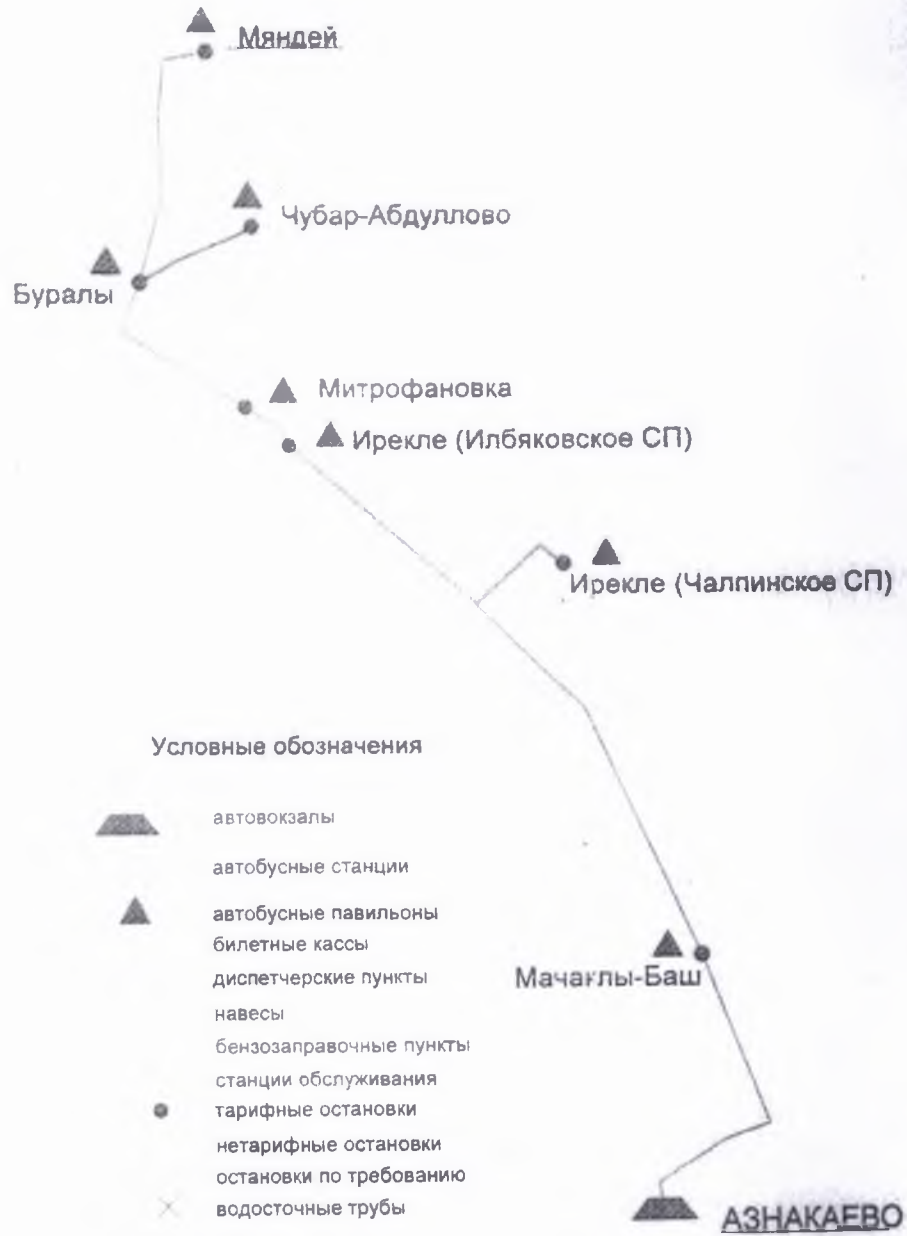 Мяндей
Чубар-Абдуллово
Буралы
Митрофановка
Ирекле (Илбяковское СП)
Ирекле (Чалпинское СП)
Условные обозначения
автовокзалы
автобусные станции
автобусные павильоны
билетные кассы
диспетчерские пункты
навесы
бензозаправочные пункты
станции обслуживания
тарифные остановки
нетарифные остановки
остановки по требованию
водосточные трубы
Мачаглы-Баш
АЗНАКАЕВО